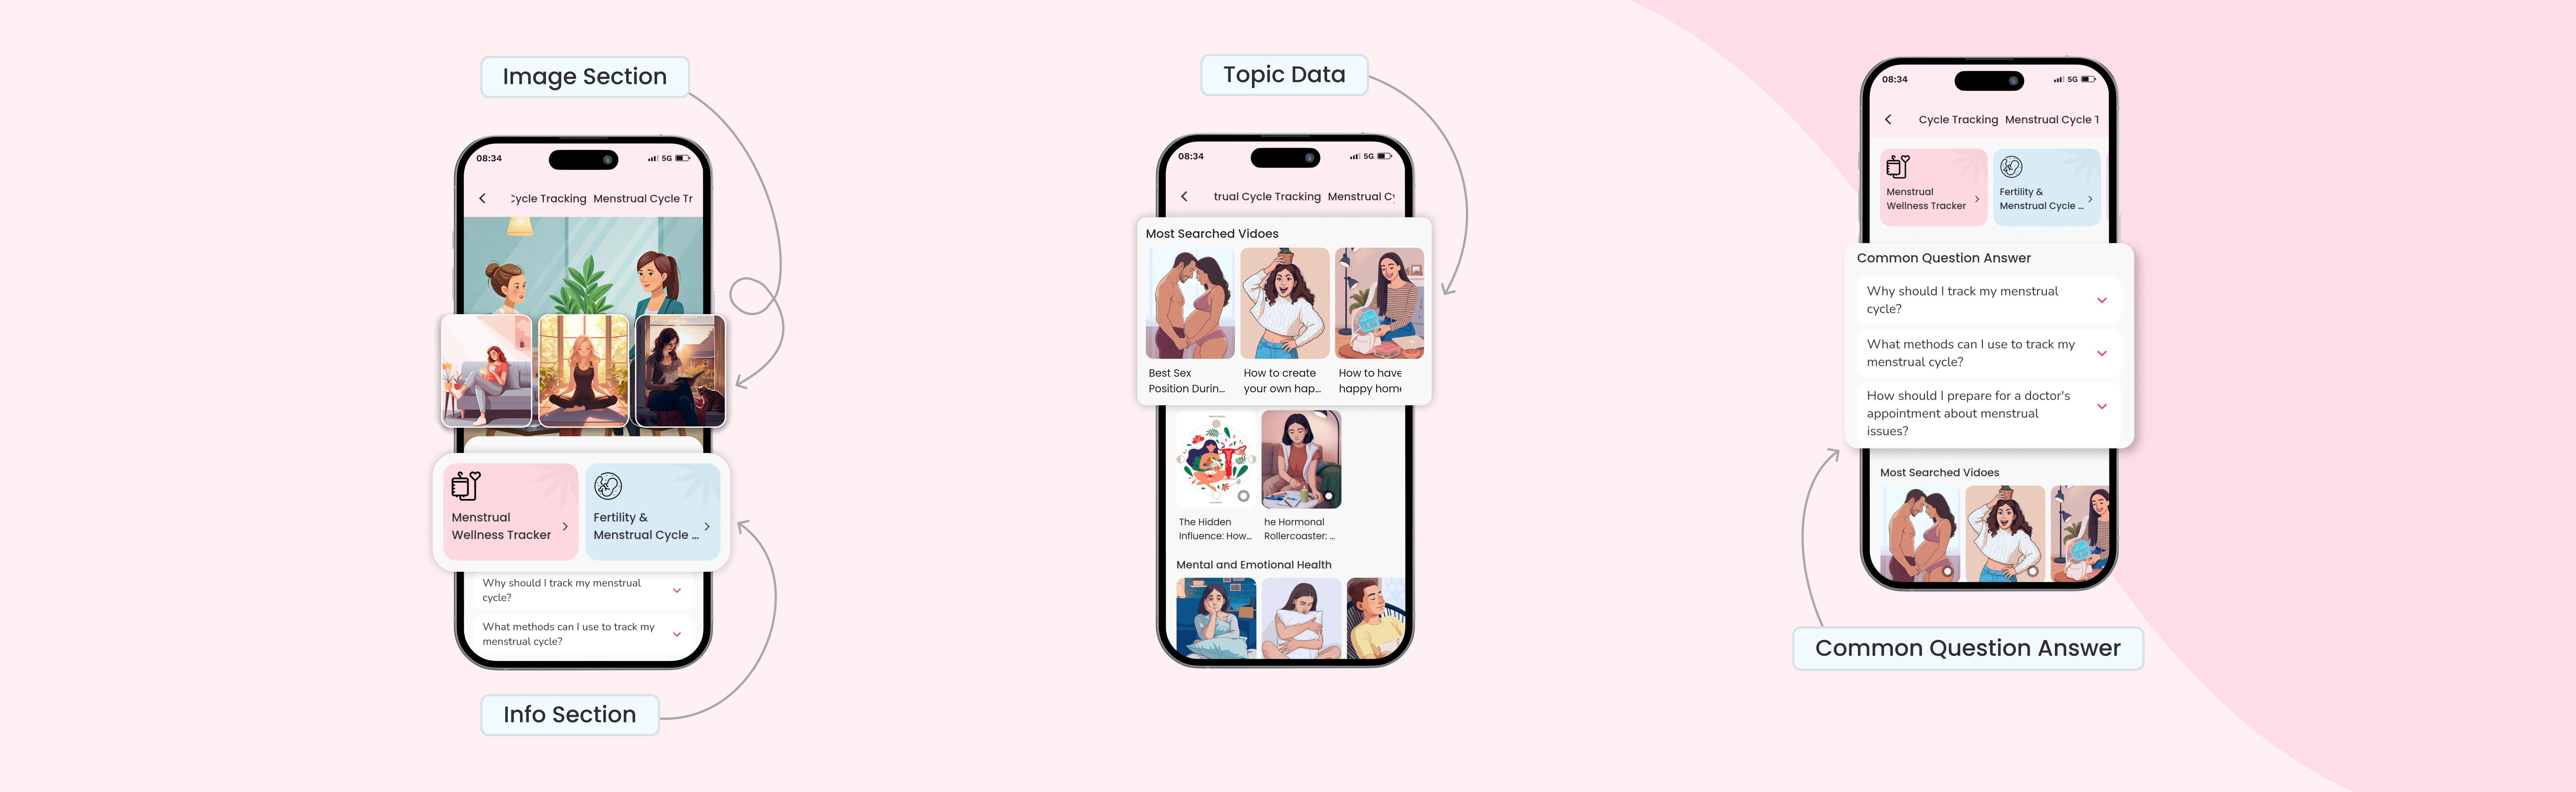 Image Section
08:34
5G
Cycle Tracking Menstrual Cycle Tr
Menstrual
Wellness Tracker
Fertility &
Menstrual Cycle ...
Why should I track my menstrual
cycle?
What methods can I use to track my
menstrual cycle?
Info Section
Topic Data
08:34
5G
trual Cycle Tracking Menstrual Cy
Most Searched Vidoes
Best Sex
Position Durin...
How to create
your own hap...
How to have
happy home
The Hidden
Influence: How...
he Hormonal
Rollercoaster: ...
Mental and Emotional Health
08:34
5G
Cycle Tracking Menstrual Cycle T
Menstrual
Wellness Tracker
Fertility &
Menstrual Cycle ...
Common Question Answer
Why should I track my menstrual
cycle?
What methods can I use to track my
menstrual cycle?
How should I prepare for a doctor's
appointment about menstrual
issues?
Most Searched Vidoes
Common Question Answer